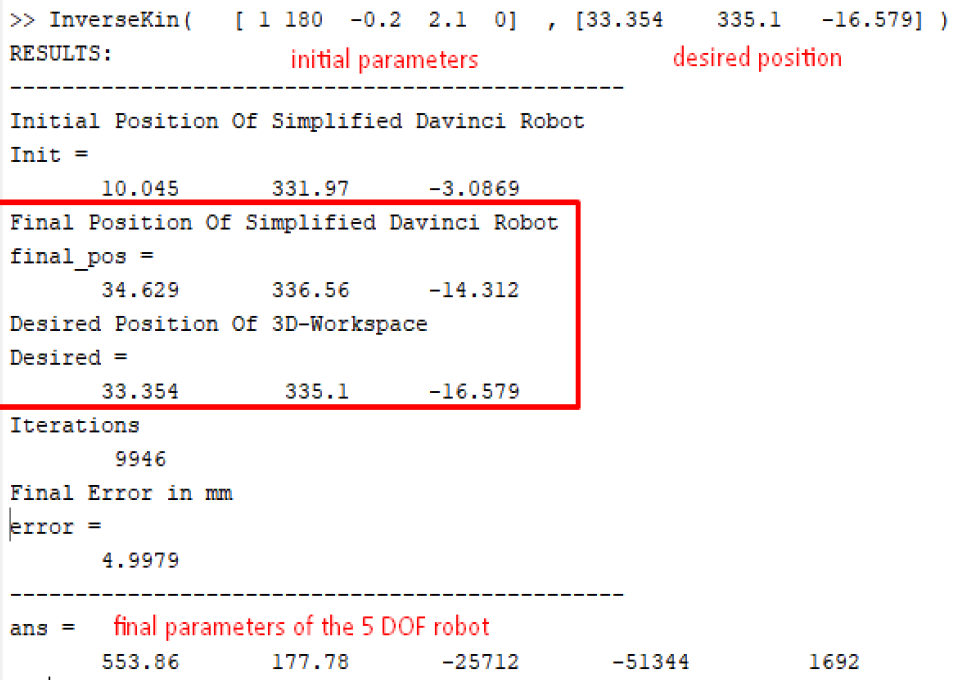 >> InverseKin( [ 1 180 -0.2 2.1 0] , [33.354 335.1 -16.579] )
RESULTS:
initial parameters desired position
-----------------------------------------------
Initial Position Of Simplified Davinci Robot
Init =
10.045 331.97 -3.0869
Final Position Of Simplified Davinci Robot
final_pos =
34.629 336.56 -14.312
Desired Position Of 3D-Workspace
Desired =
33.354 335.1 -16.579
Iterations
9946
Final Error in mm
error =
4.9979
-----------------------------------------------
ans = final parameters of the 5 DOF robot
553.86 177.78 -25712 -51344 1692